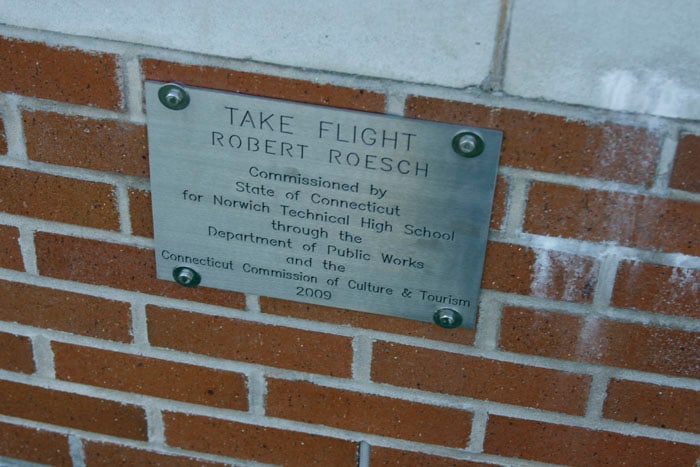 TAKE FLIGHT
ROBERT ROESCH
Commissioned by
State of Connecticut
for Norwich Technical High School
through the
Department of Public Works
and the
Connecticut Commission of Culture & Tourism
2009